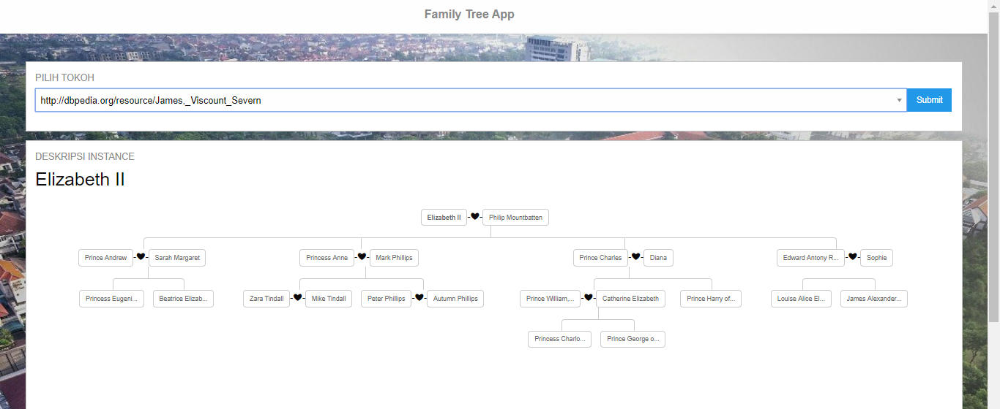 Family Tree App
PILIH TOKOH
http://dbpedia.org/resource/James,_Viscount_Severn
Submit
DESKRIPSI INSTANCE
Elizabeth II
Elizabeth II - - Philip Mountbatten
Prince Andrew - - Sarah Margaret Princess Anne - - Mark Phillips Prince Charles - - Diana Edward Antony R... - - Sophie
Princess Eugeni... Beatrice Elizab... Zara Tindall - - Mike Tindall Peter Phillips - - Autumn Phillips Prince William,... - - Catherine Elizabeth Prince Harry of... Louise Alice El... James Alexander...
Princess Charlo... Prince George o...